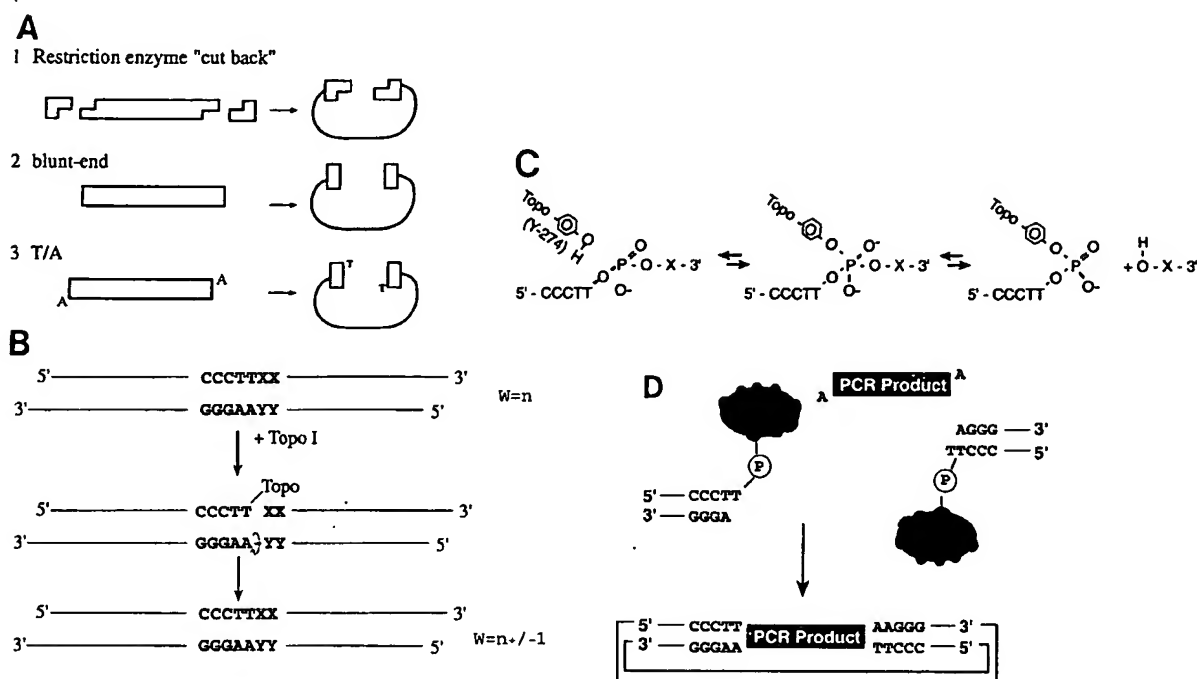 A
1 Restriction enzyme "cut back"
2 blunt-end
3 T/A
A
A
T
T
B
5' CCCTTXX 3'
3' GGGAAYY 5'
W=n
+ Topo I
Topo
5' CCCTT XX 3'
3' GGGAA YY 5'
5' CCCTTXX 3'
3' GGGAAYY 5'
W=n+/-1
C
Topo
(Y-274)
O
H
O
P
O - X - 3'
O
O-
5' - CCCTT
Topo
O
O-
P
O - X - 3'
O
O-
5' - CCCTT
Topo
O
O
P
O
O-
5' - CCCTT
H
+ O - X - 3'
D
A
PCR Product
A
P
5' — CCCTT
3' — GGGA
AGGG — 3'
TTCCC — 5'
P
5' — CCCTT PCR Product AAGGG — 3'
3' — GGGAA TTCCC — 5'